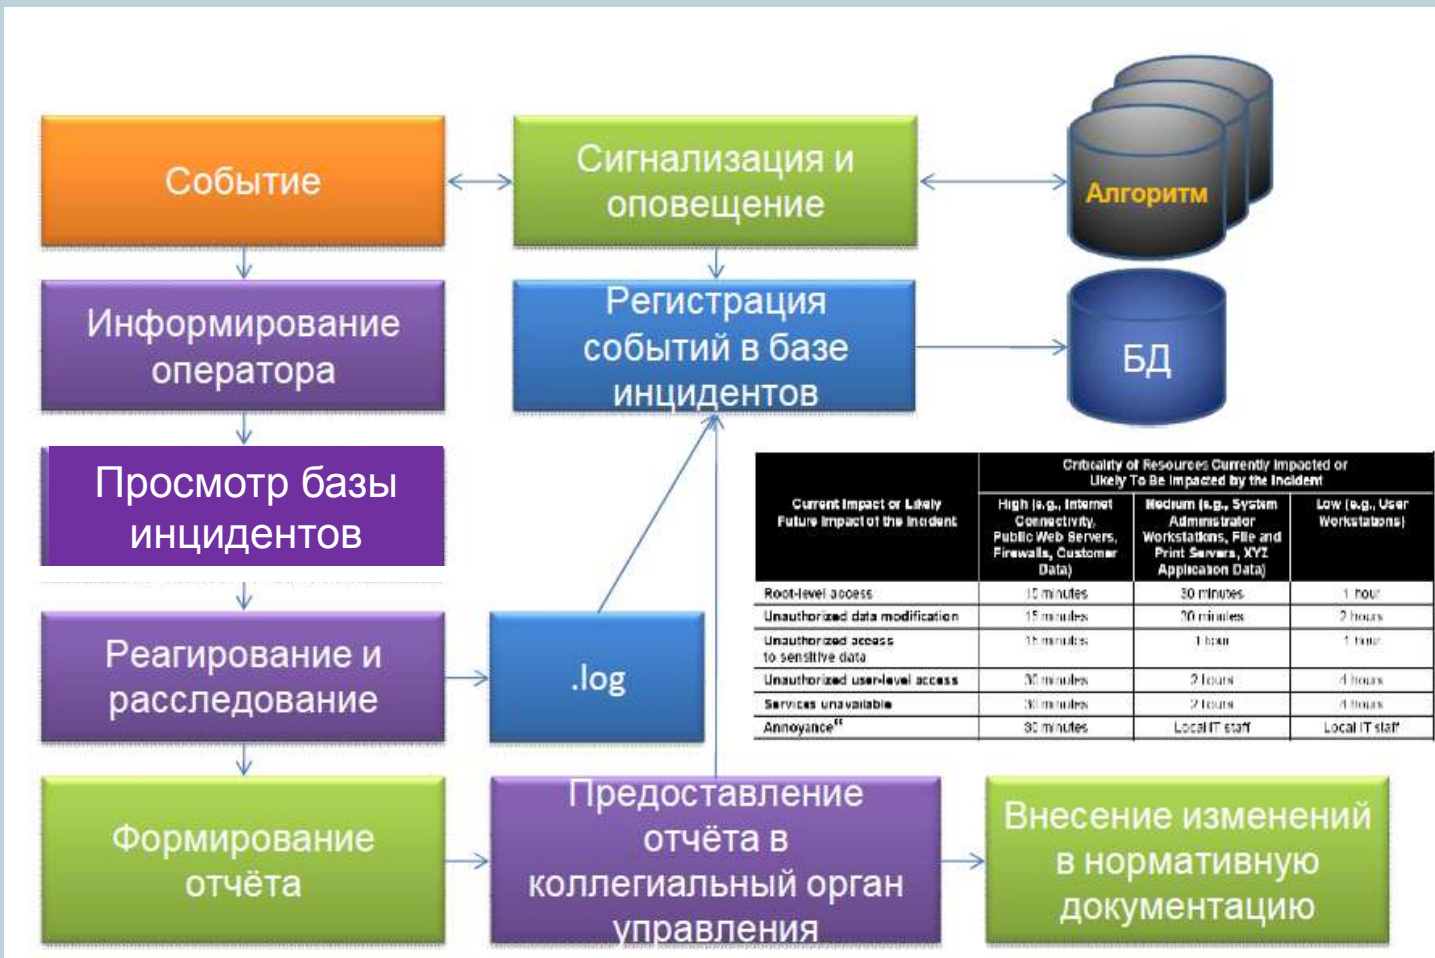 Событие
Сигнализация и
оповещение
Алгоритм
Информирование
оператора
Регистрация
событий в базе
инцидентов
БД
Просмотр базы
инцидентов
Реагирование и
расследование
.log
Current Impact or Likely
Future Impact of the Incident
Criticality of Resources Currently Impacted or
Likely To Be Impacted by the Incident
High (e.g., Internet
Connectivity,
Public Web Servers,
Firewalls, Customer
Data)
Medium (e.g., System
Administrator
Workstations, File and
Print Servers, XYZ
Application Data)
Low (e.g., User
Workstations)
Root-level access
15 minutes
30 minutes
1 hour
Unauthorized data modification
15 minutes
30 minutes
2 hours
Unauthorized access
to sensitive data
15 minutes
1 hour
1 hour
Unauthorized user-level access
30 minutes
2 hours
4 hours
Services unavailable
30 minutes
2 hours
4 hours
Annoyance
30 minutes
Local IT staff
Local IT staff
Формирование
отчёта
Предоставление
отчёта в
коллегиальный орган
управления
Внесение изменений
в нормативную
документацию